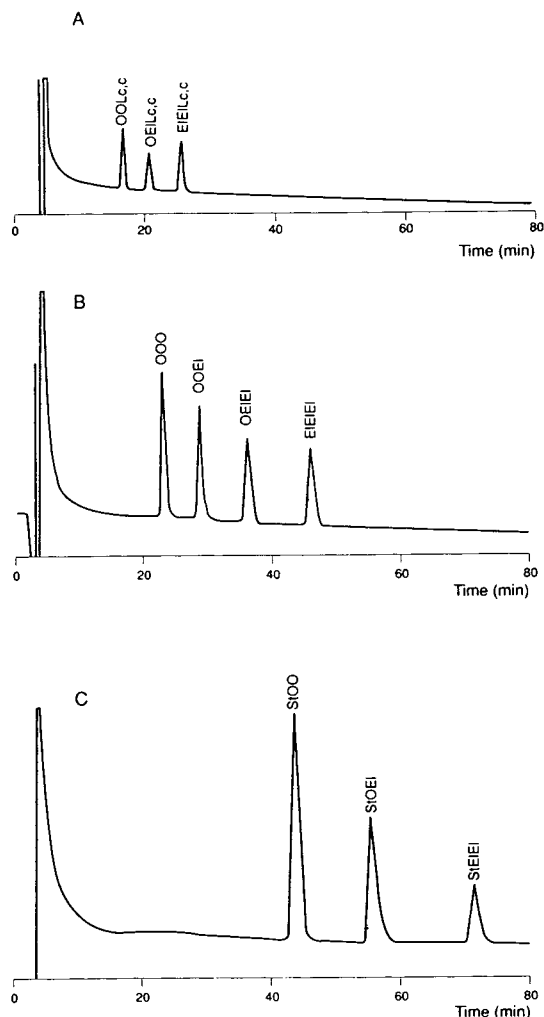 A
OOLc,c
OElLc,c
ElElLc,c
0 20 40 60 80
Time (min)
B
OOO
OOEl
OElEl
ElElEl
0 20 40 60 80
Time (min)
C
StOO
StOEl
StElEl
0 20 40 60 80
Time (min)